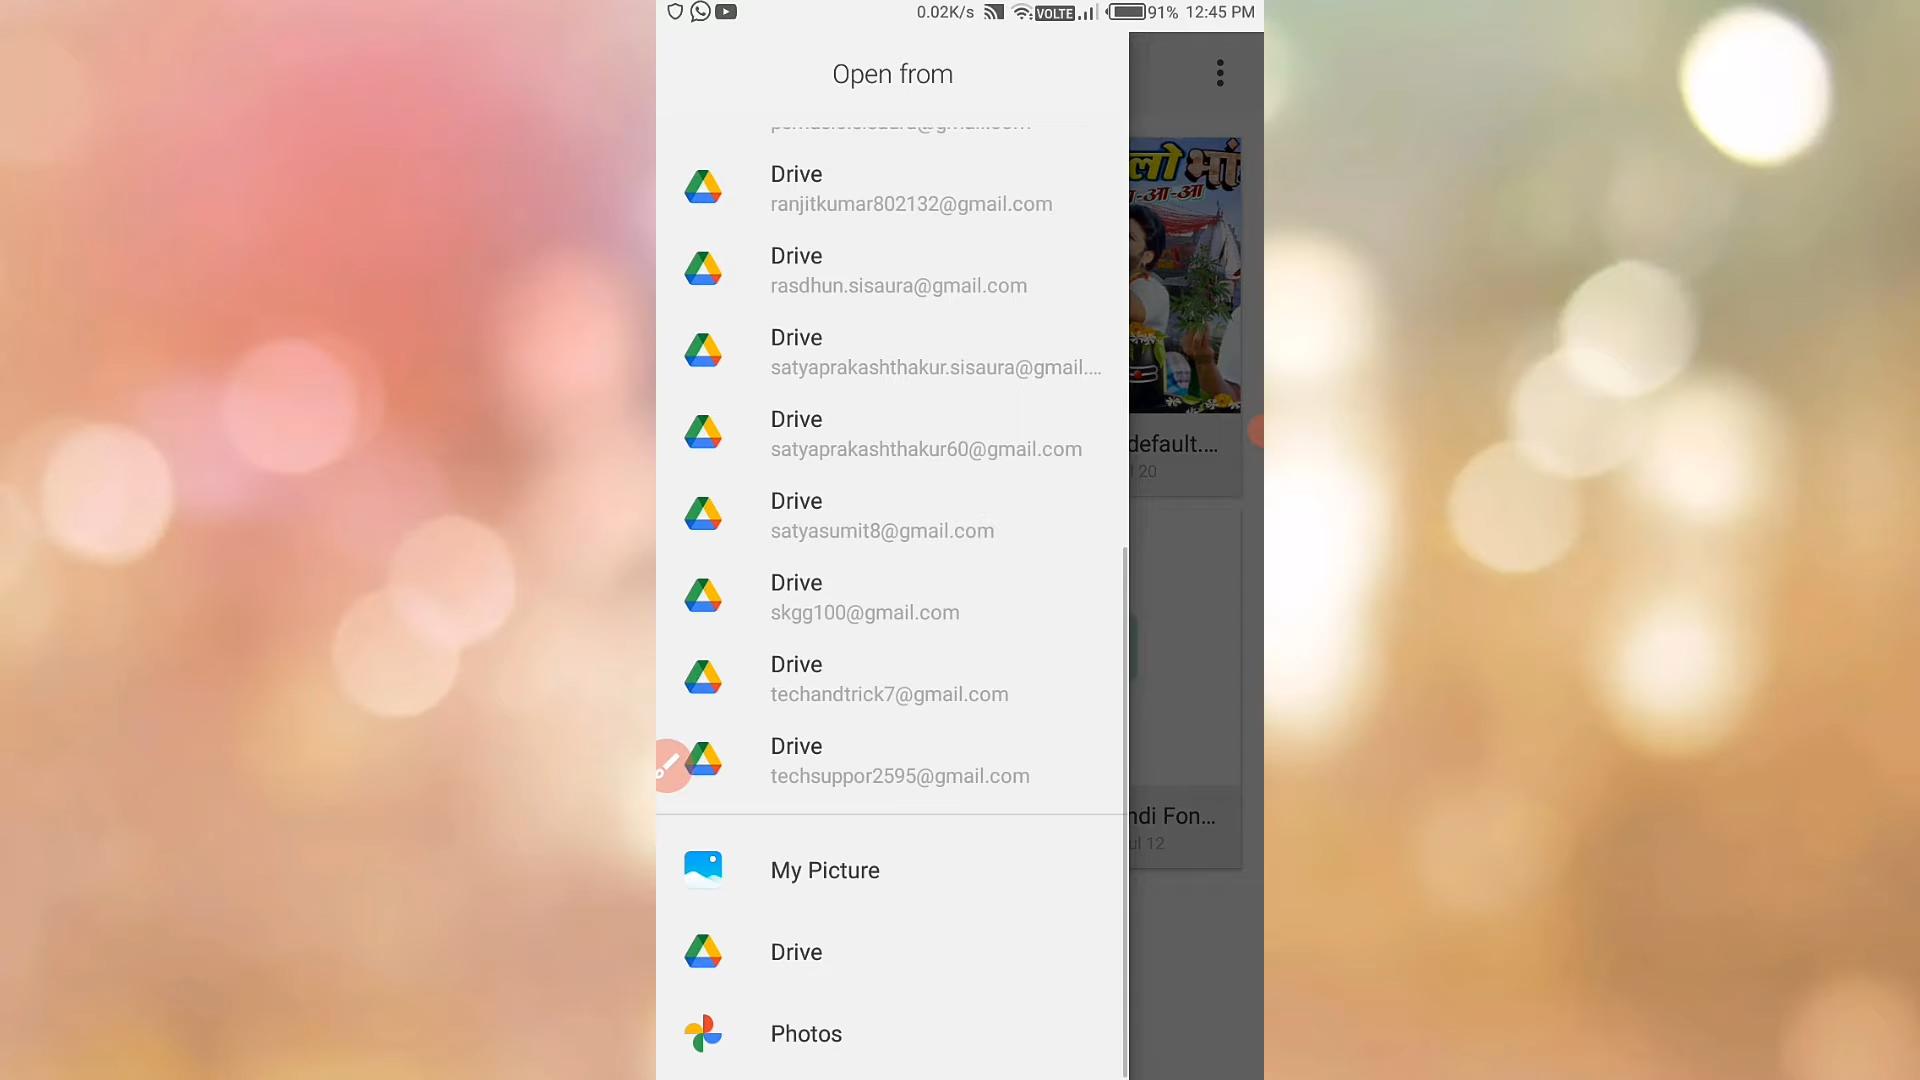 0.02K/s VOLTE 91% 12:45 PM
Open from
Drive
ranjitkumar802132@gmail.com
Drive
rasdhun.sisaura@gmail.com
Drive
satyaprakashthakur.sisaura@gmail....
Drive
satyaprakashthakur60@gmail.com
Drive
satyasumit8@gmail.com
Drive
skgg100@gmail.com
Drive
techandtrick7@gmail.com
Drive
techsuppor2595@gmail.com
My Picture
Drive
Photos
लो भां
-आ-आ
default....
20
ndi Fon...
ul 12